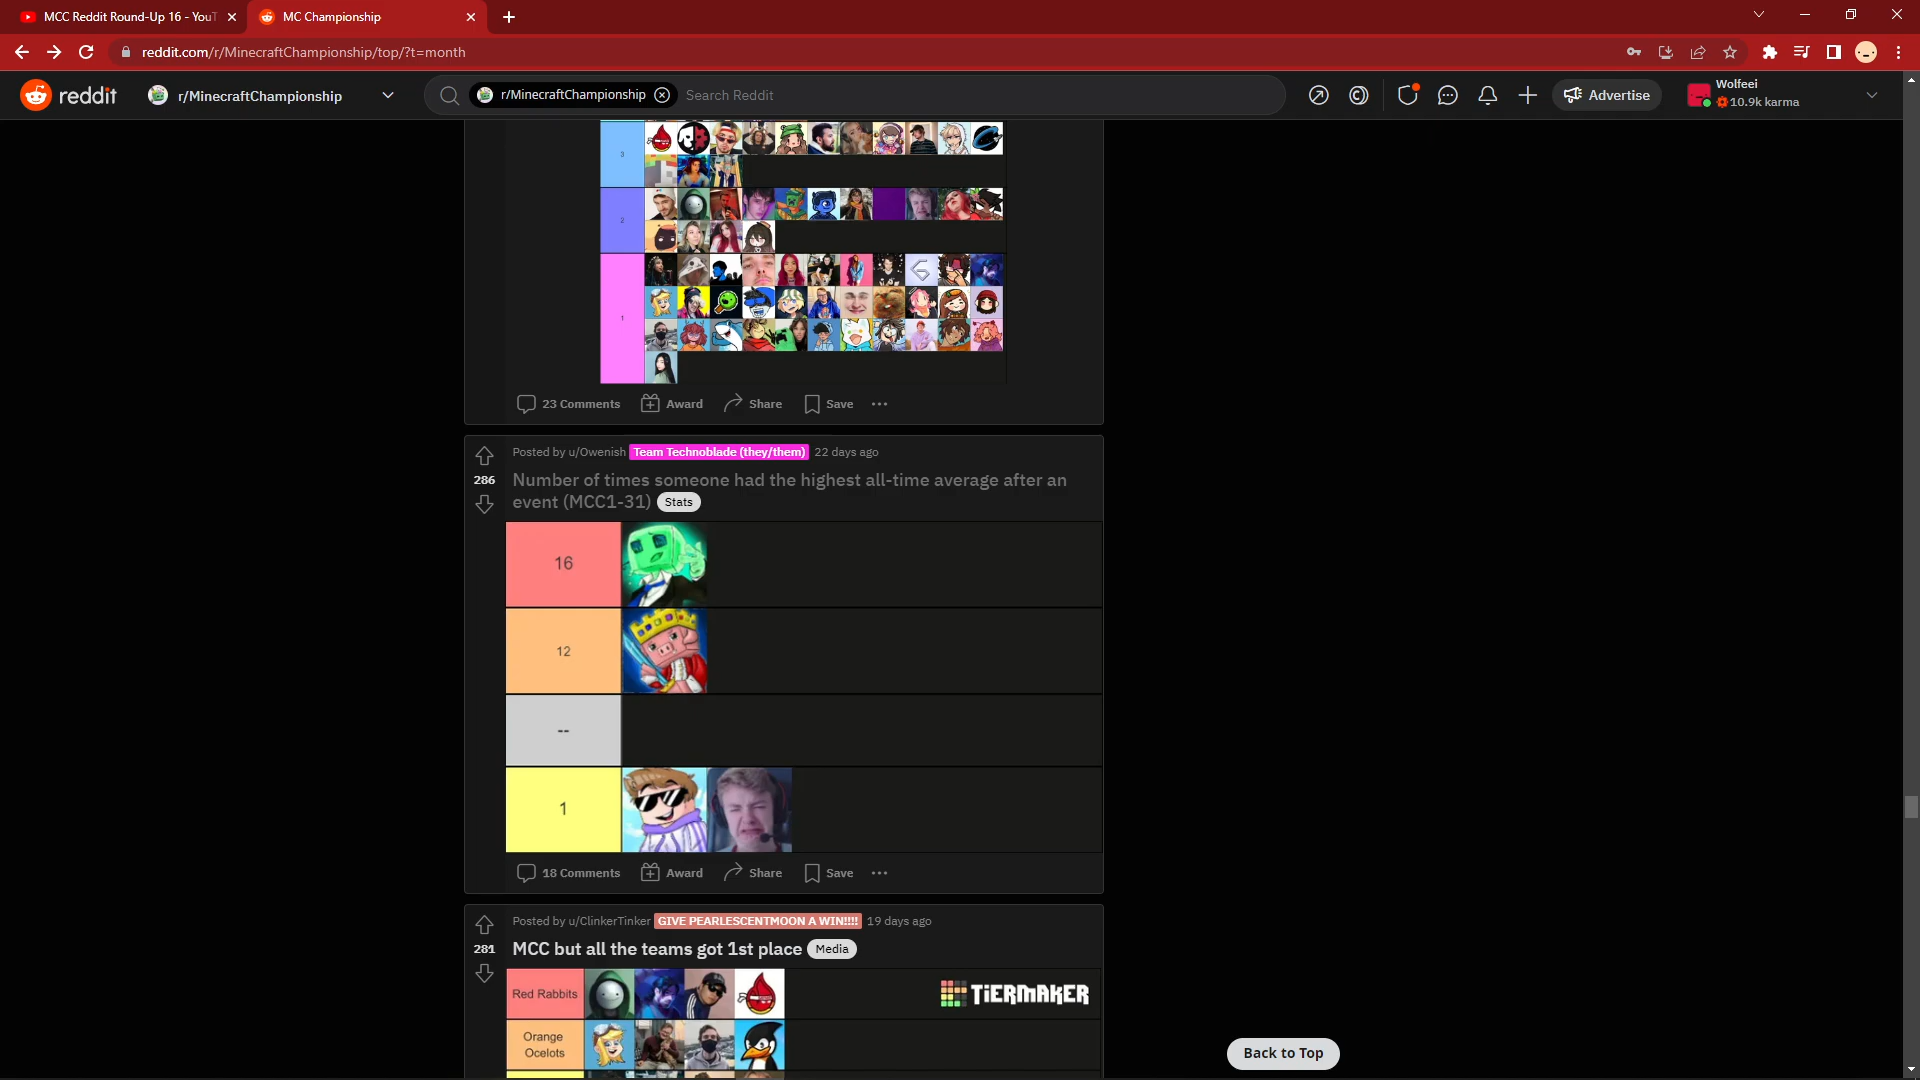 MCC Reddit Round-Up 16 - YouT
MC Championship
reddit.com/r/MinecraftChampionship/top/?t=month
reddit
r/MinecraftChampionship
r/MinecraftChampionship
Search Reddit
Advertise
Wolfeei
10.9k karma
3
2
1
23 Comments
Award
Share
Save
Posted by u/Owenish Team Technoblade (they/them) 22 days ago
286
Number of times someone had the highest all-time average after an
event (MCC1-31) Stats
16
12
--
1
18 Comments
Award
Share
Save
Posted by u/ClinkerTinker GIVE PEARLESCENTMOON A WIN!!!! 19 days ago
281
MCC but all the teams got 1st place Media
Red Rabbits
TiERMAKER
Orange
Ocelots
Back to Top